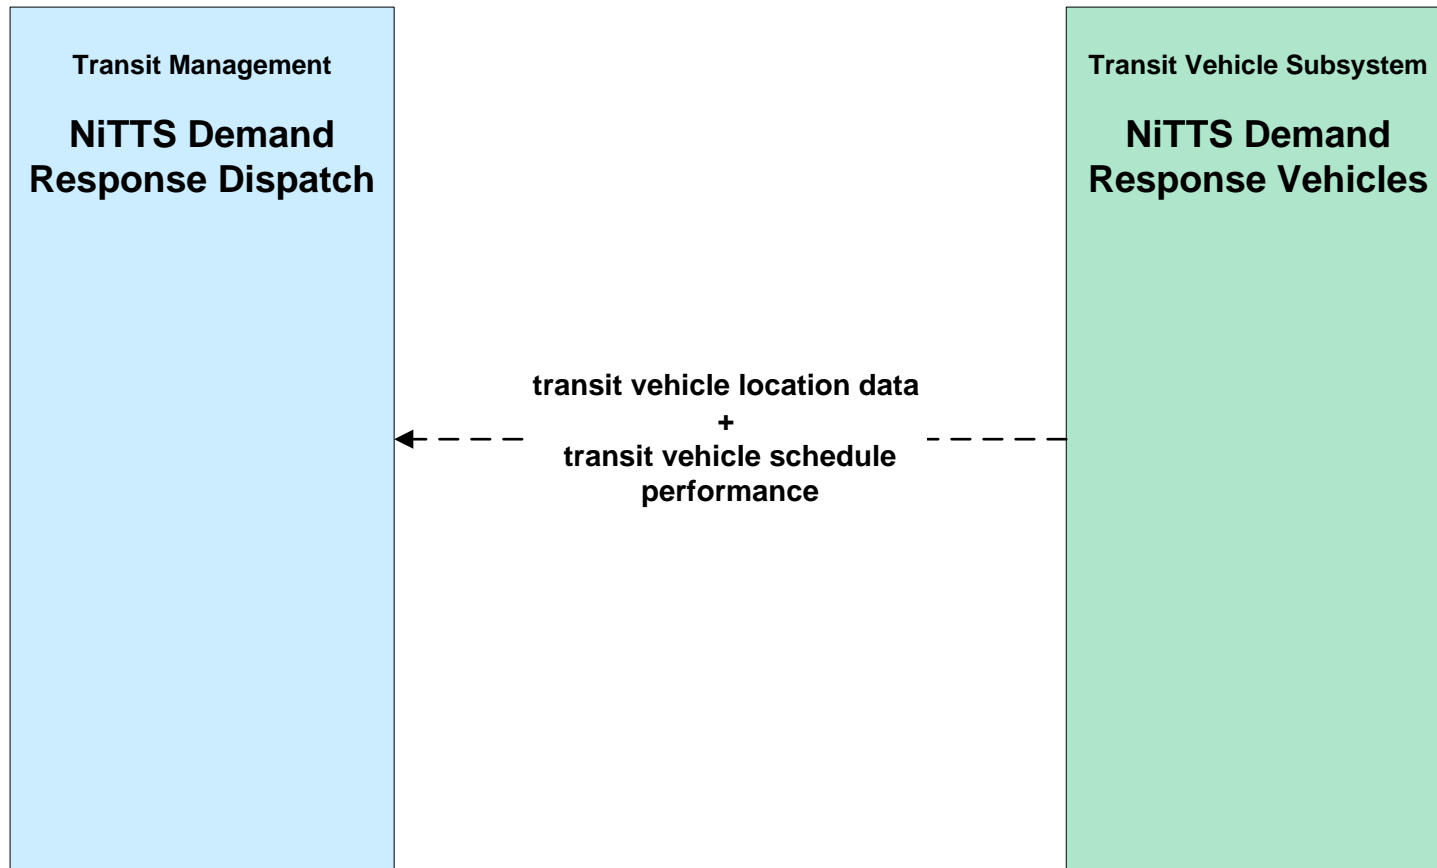 Transit Management
NiTTS Demand
Response Dispatch
Transit Vehicle Subsystem
NiTTS Demand
Response Vehicles
transit vehicle location data
+
transit vehicle schedule
performance